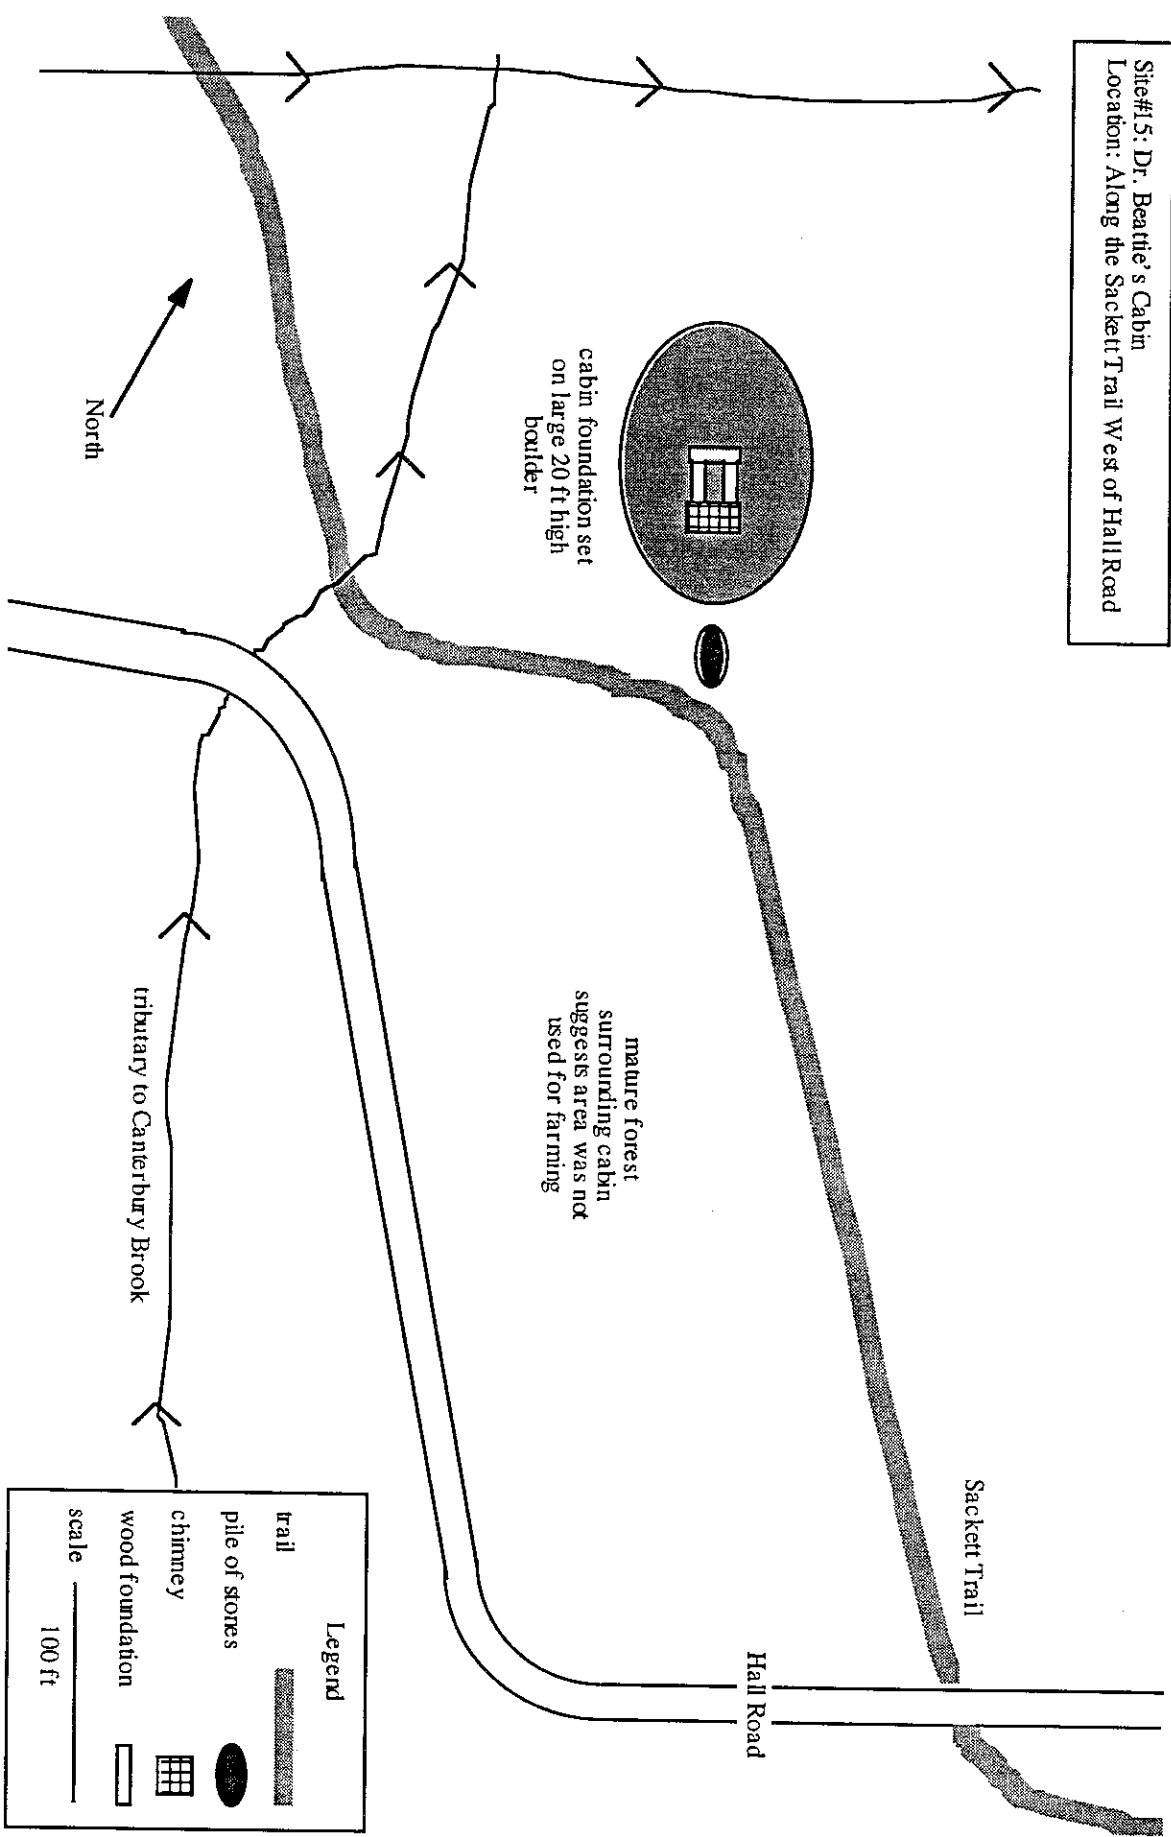 Site#15: Dr. Beattie's Cabin
Location: Along the Sackett Trail West of Hall Road
cabin foundation set
on large 20 ft high
boulder
North
mature forest
surrounding cabin
suggests area was not
used for farming
tributary to Canterbury Brook
Sackett Trail
Hall Road
Legend
trail
pile of stones
chimney
wood foundation
scale
100 ft